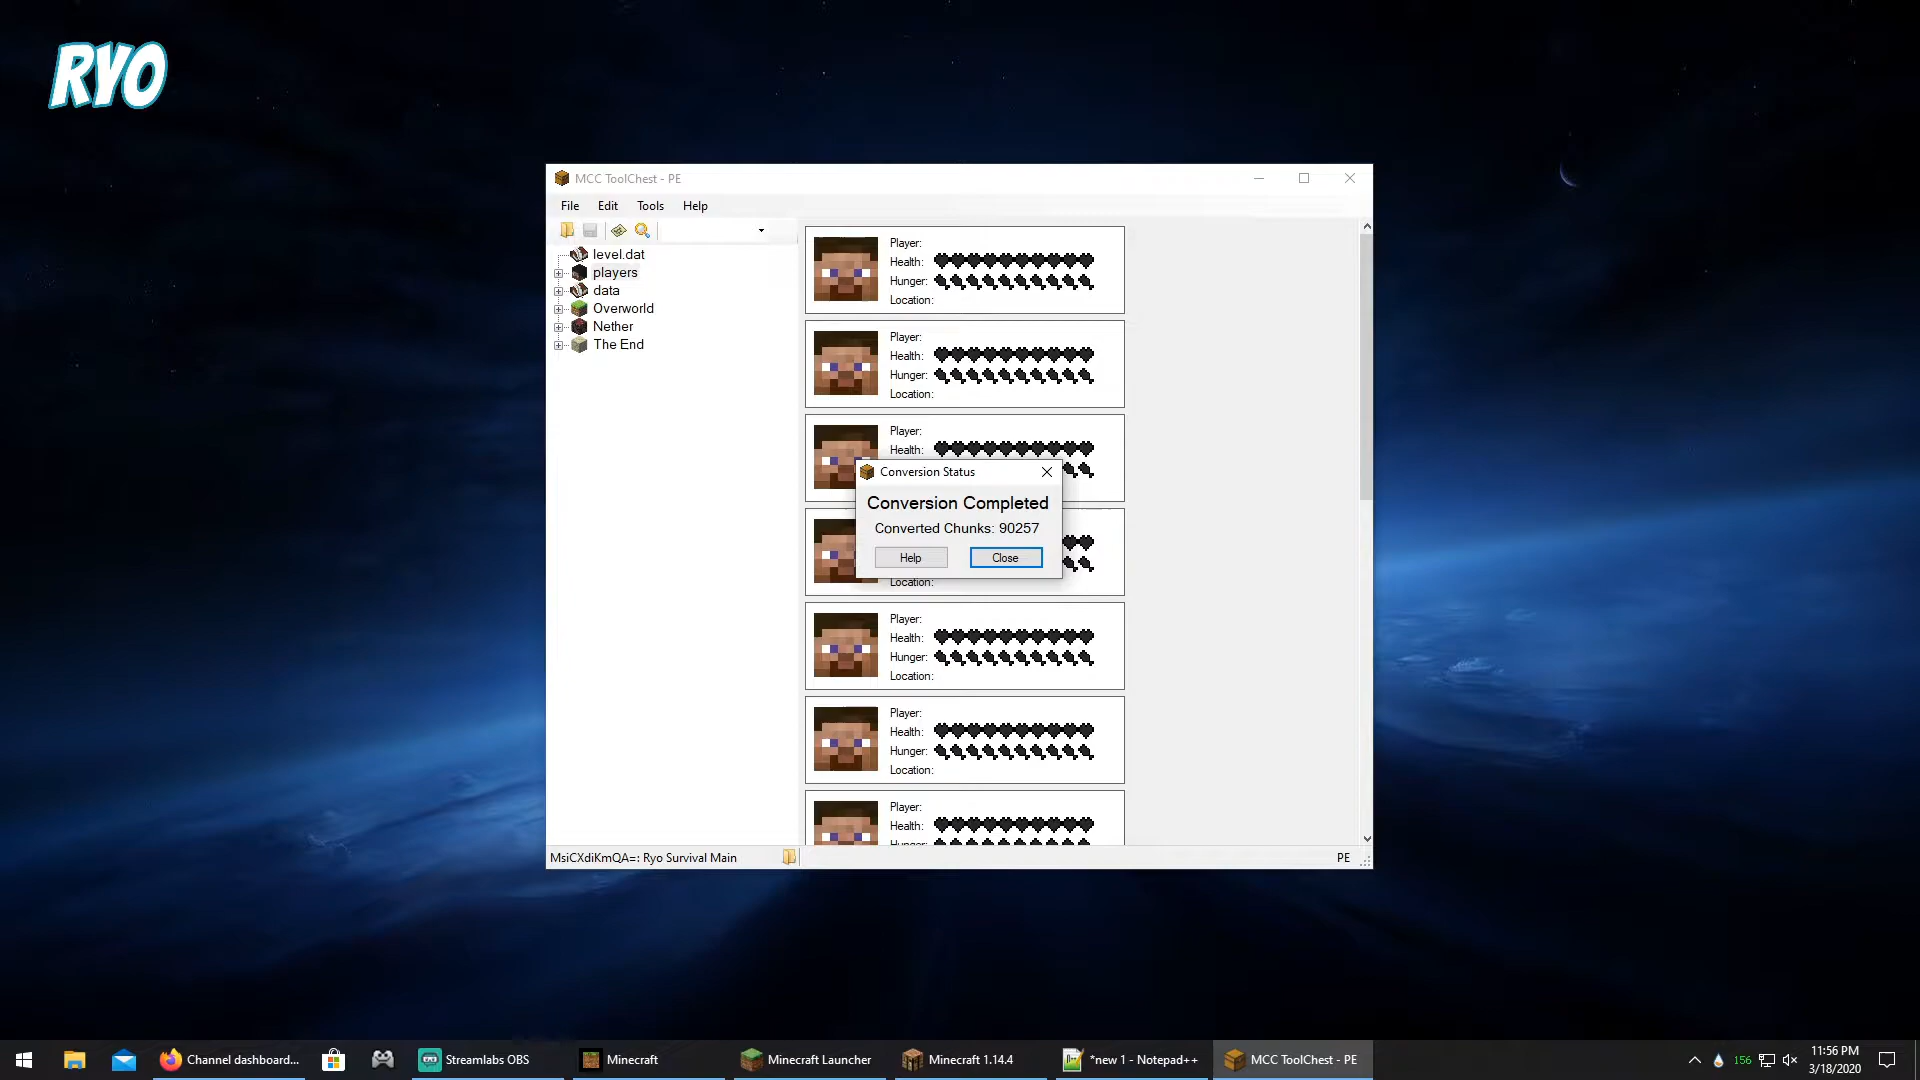 RYO
MCC ToolChest - PE
File Edit Tools Help
level.dat
players
data
Overworld
Nether
The End
Player:
Health:
Hunger:
Location:
Player:
Health:
Hunger:
Location:
Player:
Health:
Conversion Status
Conversion Completed
Converted Chunks: 90257
Help Close
Location:
Player:
Health:
Hunger:
Location:
Player:
Health:
Hunger:
Location:
Player:
Health:
Hunger:
MsiCXdiKmQA=: Ryo Survival Main PE
Channel dashboard... Streamlabs OBS Minecraft Minecraft Launcher Minecraft 1.14.4 *new 1 - Notepad++ MCC ToolChest - PE 156 11:56 PM
3/18/2020